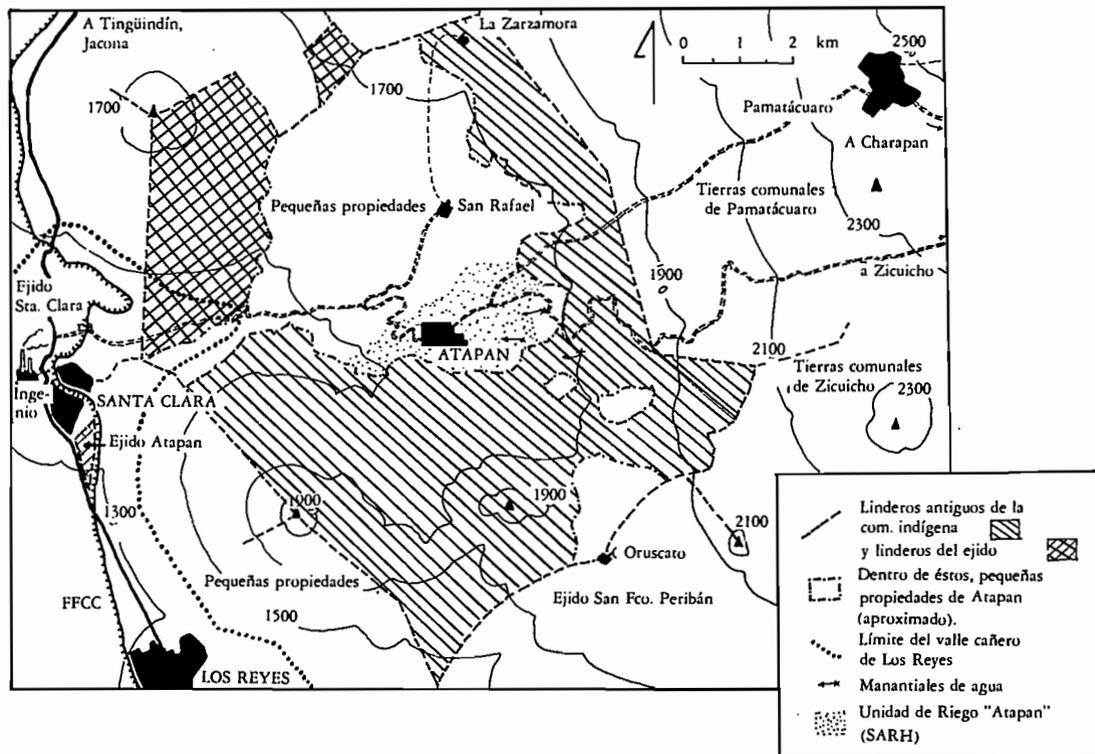 A Tingüindín,
Jacona
La Zarzamora
0 1 2 km
2500
1700
1700
Pamatácuaro
A Charapan
Tierras comunales
de Pamatácuaro
Pequeñas propiedades
San Rafael
2300
1900
a Zicuicho
Ejido
Sta. Clara
ATAPAN
2100
Tierras comunales
de Zicuicho
2300
Inge-
nio
SANTA CLARA
Ejido Atapan
1300
1900
1900
2100
Oruscato
Pequeñas propiedades
Ejido San Fco. Peribán
FFCC
1500
LOS REYES
Linderos antiguos de la
com. indígena
y linderos del ejido
Dentro de éstos, pequeñas
propiedades de Atapan
(aproximado).
Límite del valle cañero
de Los Reyes
Manantiales de agua
Unidad de Riego "Atapan"
(SARH)